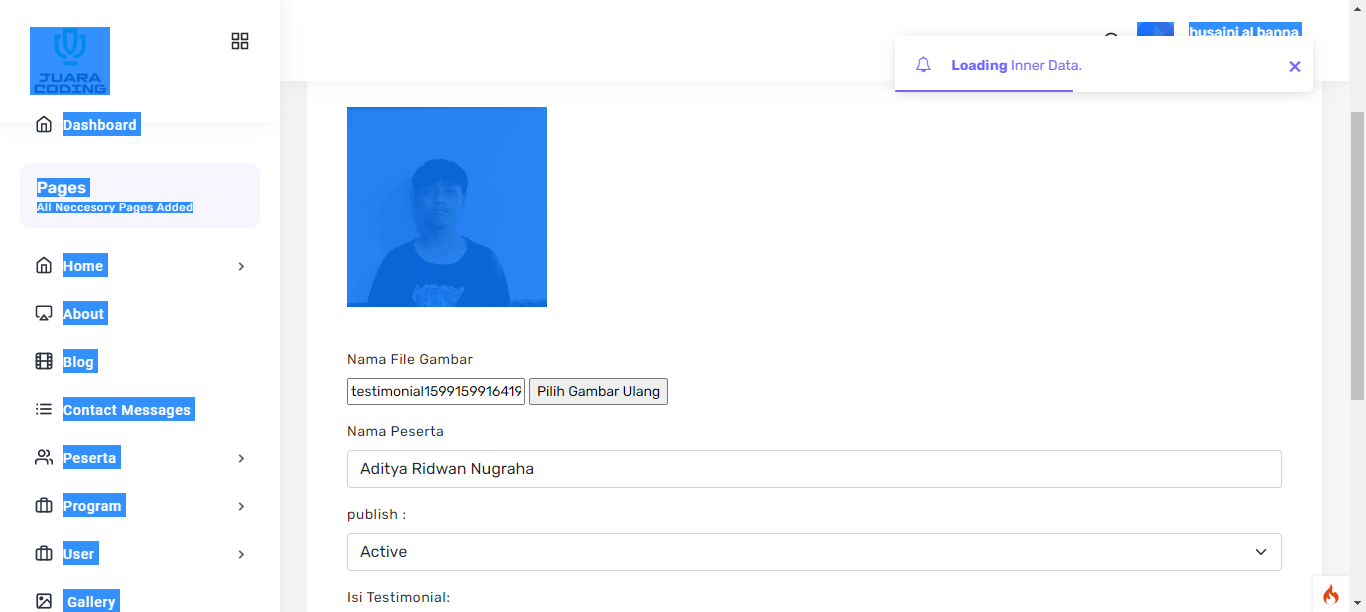 JUARA
CODING
husaini al banna
Loading Inner Data.
Dashboard
Pages
All Neccesory Pages Added
Home
About
Blog
Contact Messages
Peserta
Program
User
Gallery
Nama File Gambar
testimonial1599159916419
Pilih Gambar Ulang
Nama Peserta
Aditya Ridwan Nugraha
publish :
Active
Isi Testimonial: